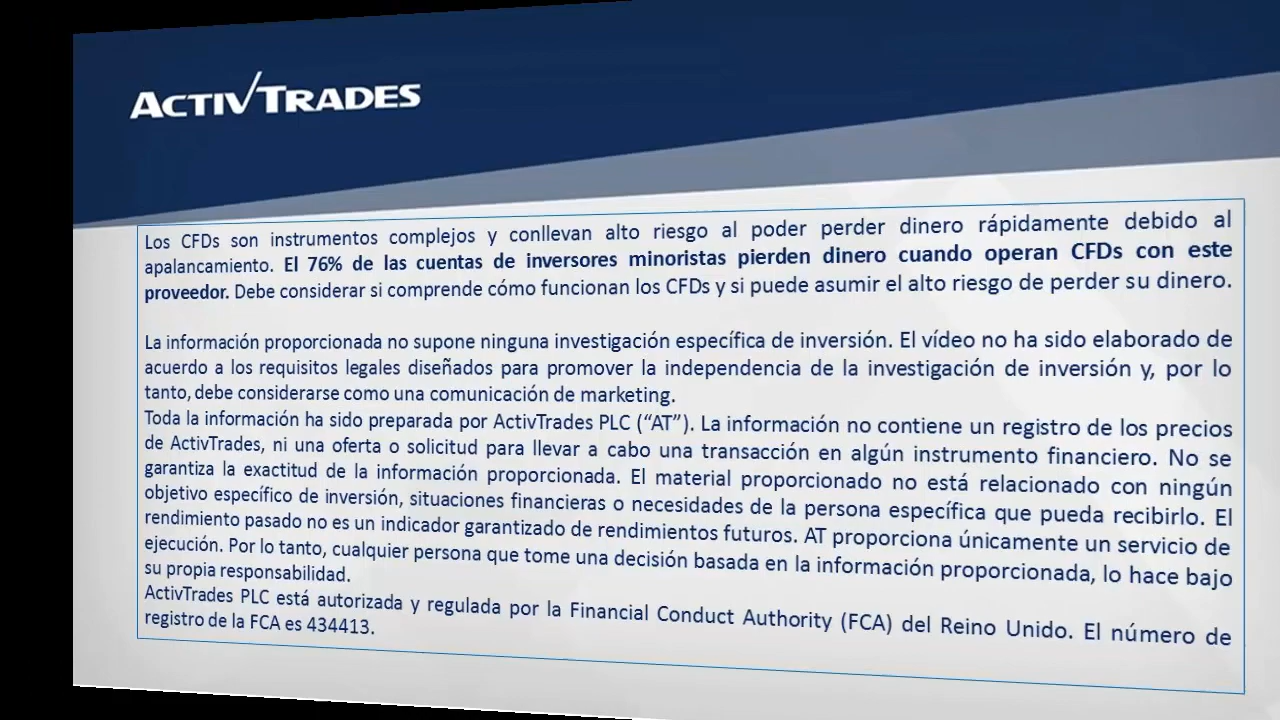 ACTIVTRADES
Los CFDs son instrumentos complejos y conllevan alto riesgo al poder perder dinero rápidamente debido al
apalancamiento. El 76% de las cuentas de inversores minoristas pierden dinero cuando operan CFDs con este
proveedor. Debe considerar si comprende cómo funcionan los CFDs y si puede asumir el alto riesgo de perder su dinero.
La información proporcionada no supone ninguna investigación específica de inversión. El vídeo no ha sido elaborado de
acuerdo a los requisitos legales diseñados para promover la independencia de la investigación de inversión y, por lo
tanto, debe considerarse como una comunicación de marketing.
Toda la información ha sido preparada por ActivTrades PLC (“AT”). La información no contiene un registro de los precios
de ActivTrades, ni una oferta o solicitud para llevar a cabo una transacción en algún instrumento financiero. No se
garantiza la exactitud de la información proporcionada. El material proporcionado no está relacionado con ningún
objetivo específico de inversión, situaciones financieras o necesidades de la persona específica que pueda recibirlo. El
rendimiento pasado no es un indicador garantizado de rendimientos futuros. AT proporciona únicamente un servicio de
ejecución. Por lo tanto, cualquier persona que tome una decisión basada en la información proporcionada, lo hace bajo
su propia responsabilidad.
ActivTrades PLC está autorizada y regulada por la Financial Conduct Authority (FCA) del Reino Unido. El número de
registro de la FCA es 434413.